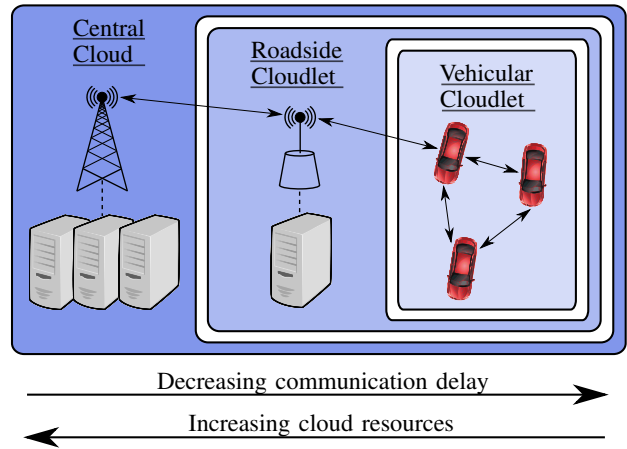 Central
Cloud
Roadside
Cloudlet
Vehicular
Cloudlet
Decreasing communication delay
Increasing cloud resources